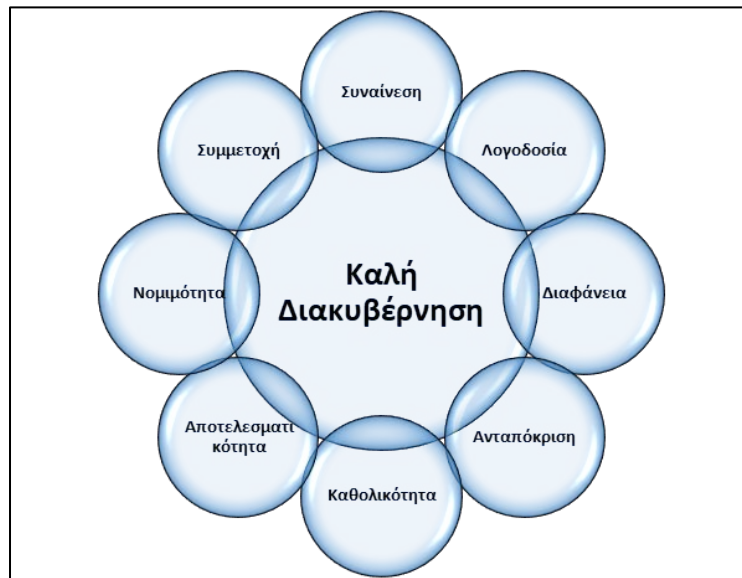 Συναίνεση
Λογοδοσία
Διαφάνεια
Ανταπόκριση
Καθολικότητα
Αποτελεσματι
κότητα
Νομιμότητα
Συμμετοχή
Καλή
Διακυβέρνηση